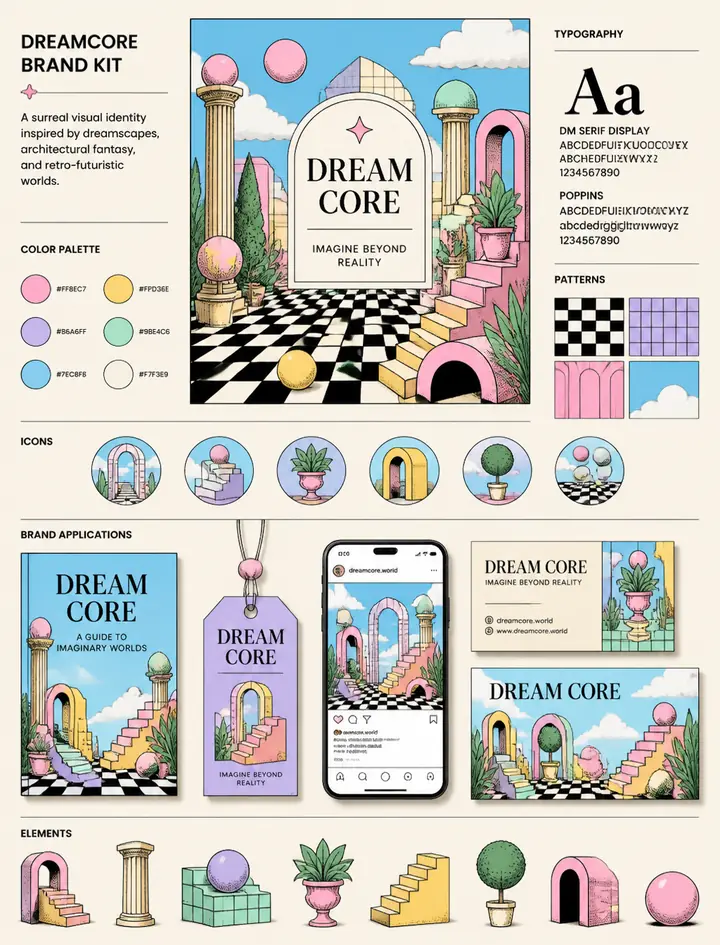 DREAMCORE
BRAND KIT
A surreal visual identity
inspired by dreamscapes,
architectural fantasy,
and retro-futuristic
worlds.
COLOR PALETTE
#FFBEC7
#FPD36E
#B6A6FF
#9BE4C6
#7EC8F6
#F7F3E9
DREAM
CORE
IMAGINE BEYOND
REALITY
TYPOGRAPHY
Aa
DM SERIF DISPLAY
1234567890
POPPINS
1234567890
PATTERNS
ICONS
BRAND APPLICATIONS
DREAM
CORE
A GUIDE TO
IMAGINARY WORLDS
DREAM
CORE
IMAGINE BEYOND
REALITY
dreamcore.world
DREAM CORE
IMAGINE BEYOND REALITY
dreamcore.world
www.dreamcore.world
DREAM CORE
ELEMENTS